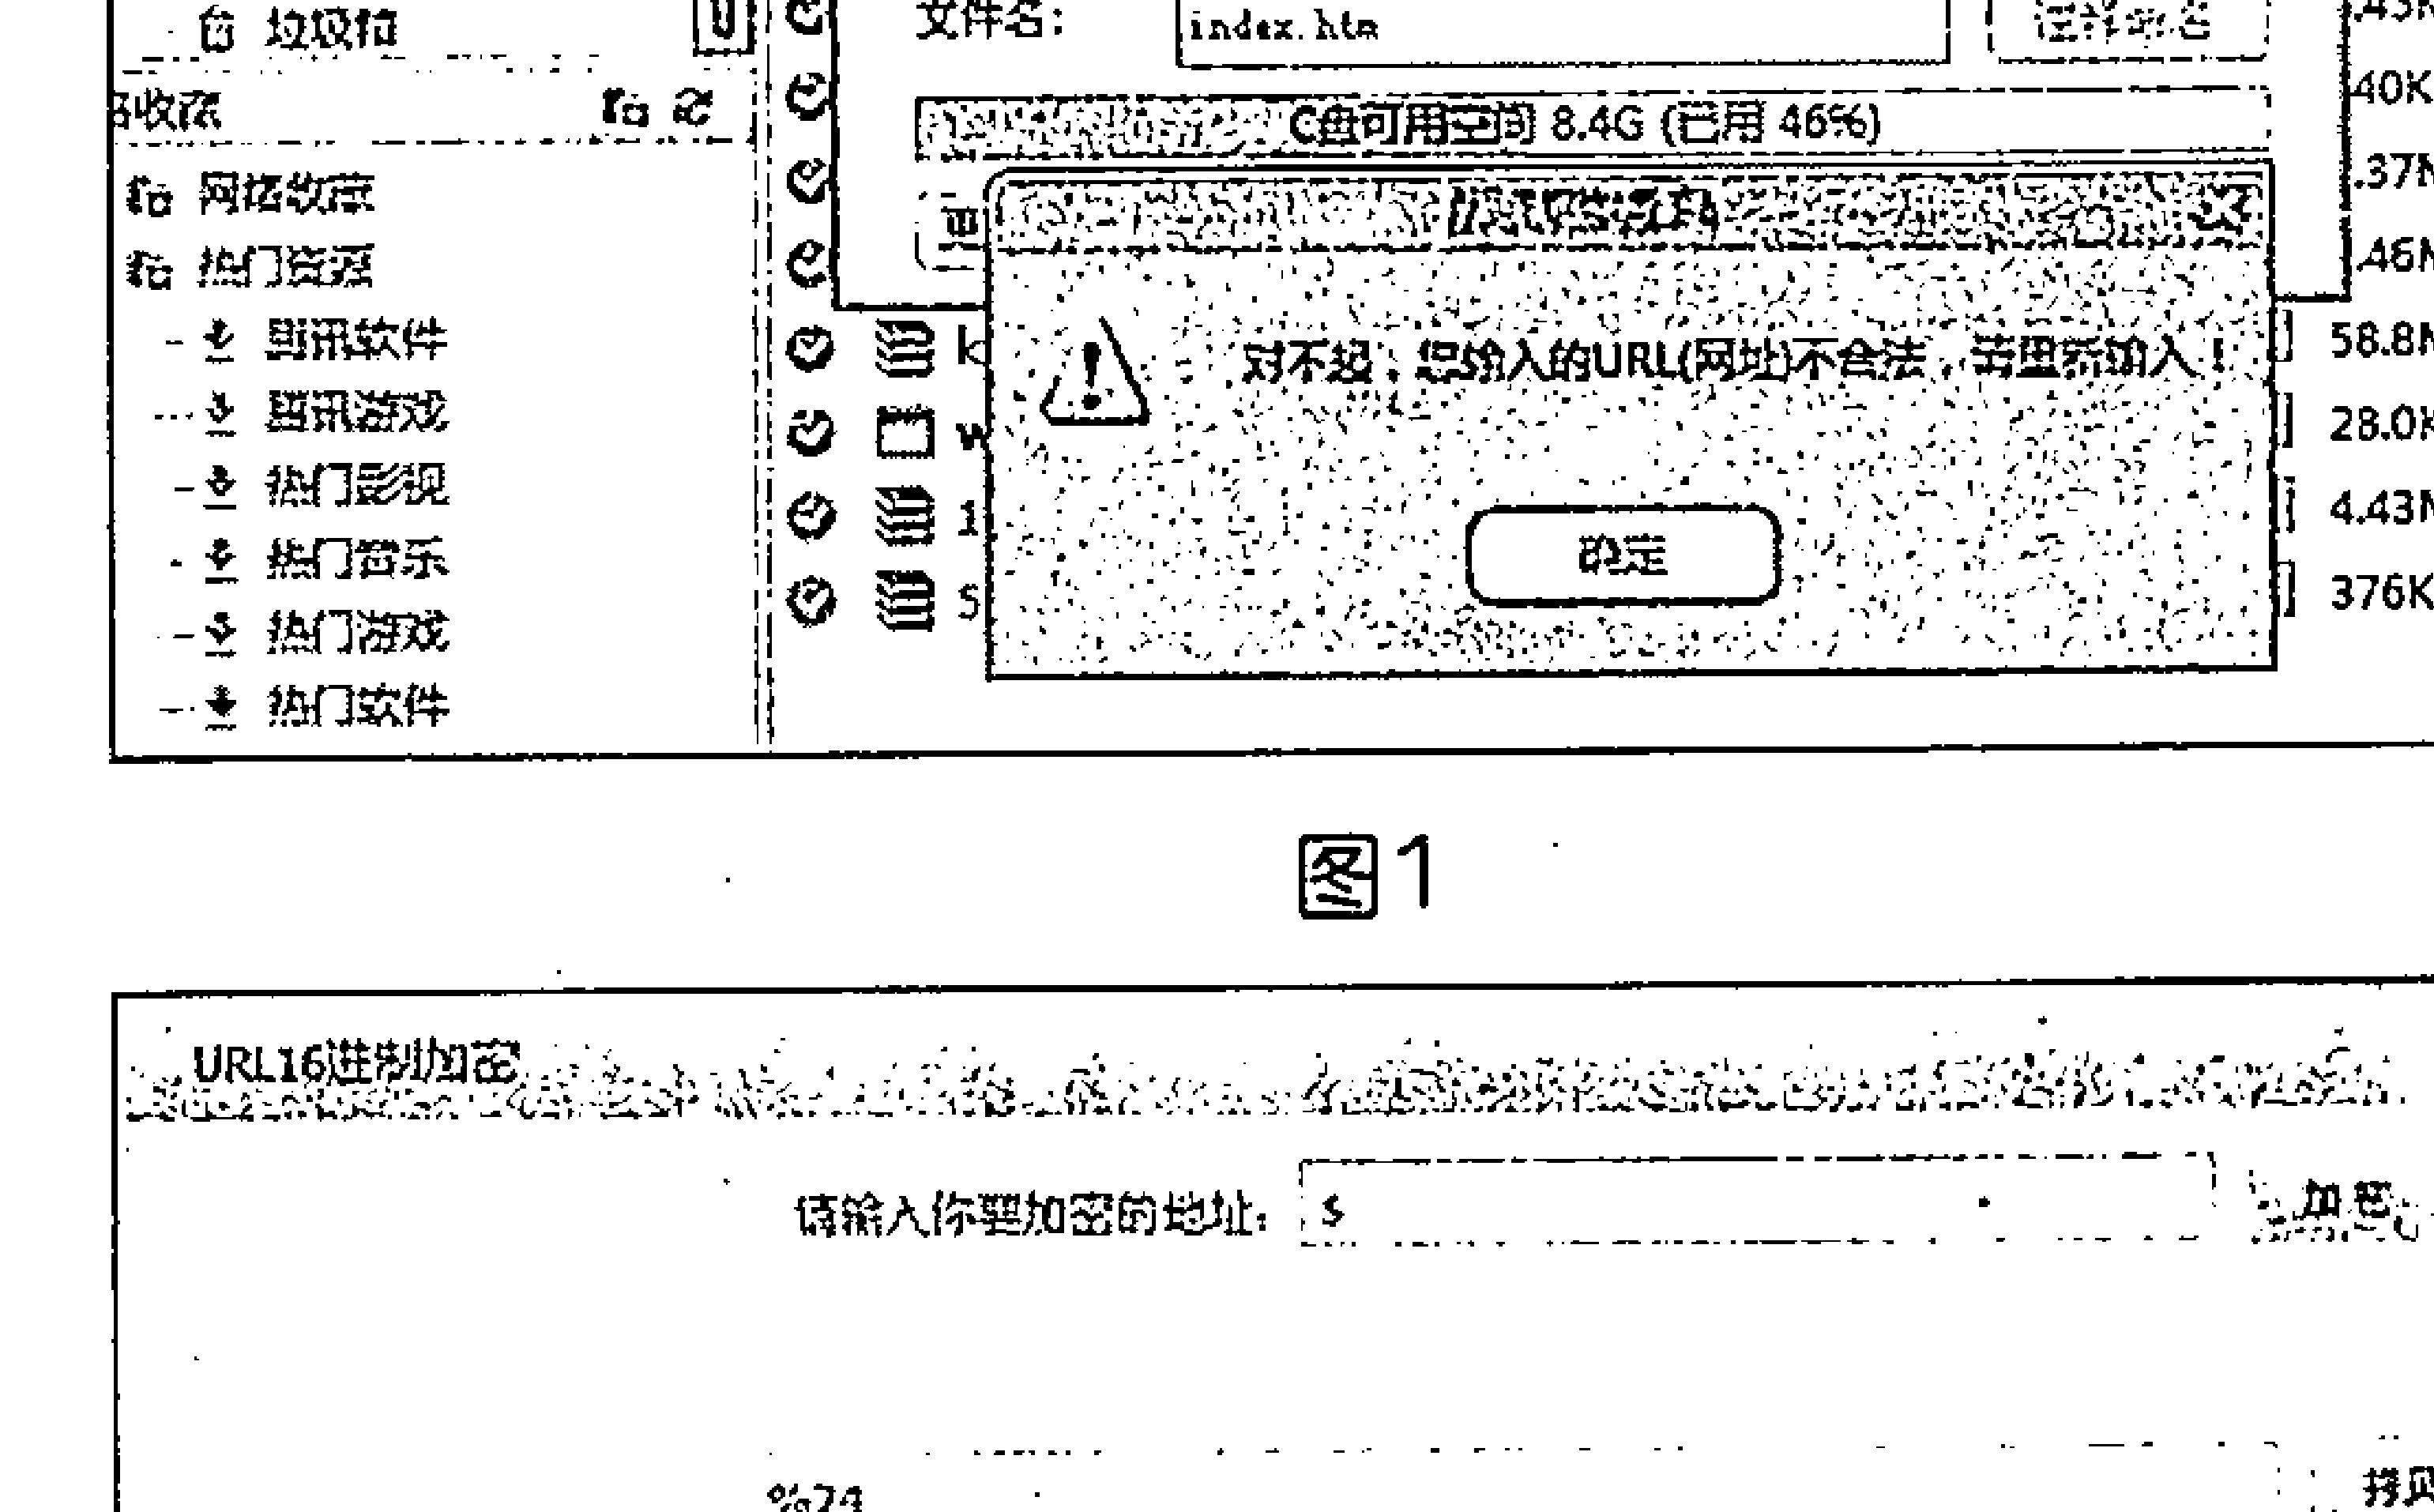 垃圾箱
文件名：
index.htm
.43K
收藏
C盘可用空间 8.4G (已用 46%)
40K
网络收藏
.37M
热门资源
.46M
雷讯软件
对不起，您输入的URL(网址)不合法，请重新输入！
58.8M
雷讯游戏
28.0K
热门影视
确定
4.43M
热门音乐
376K
热门游戏
热门软件
图1
URL16进制加密
请输入你要加密的地址：
$
加密
%24